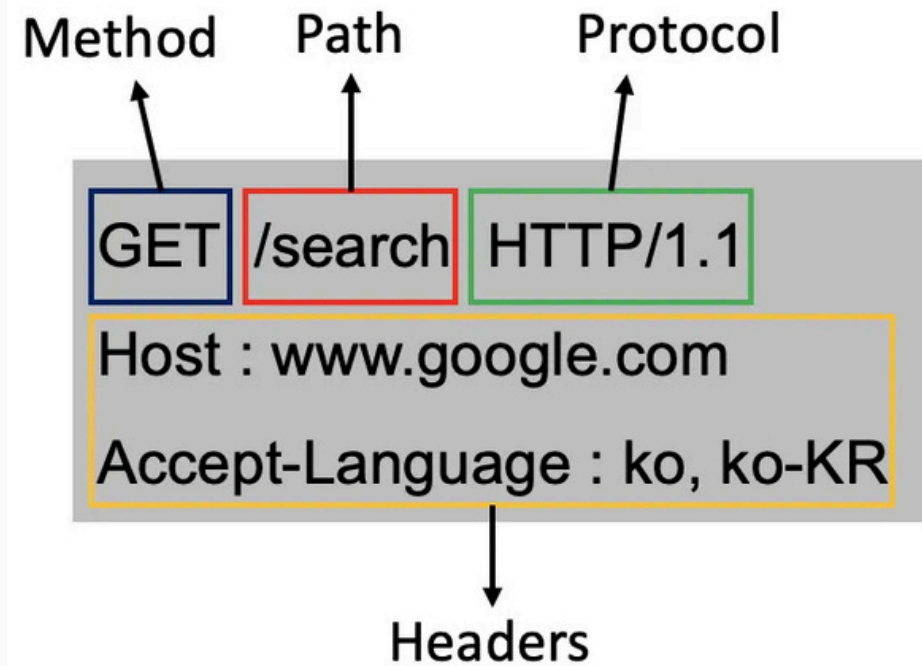 Method Path Protocol
GET /search HTTP/1.1
Host : www.google.com
Accept-Language : ko, ko-KR
Headers